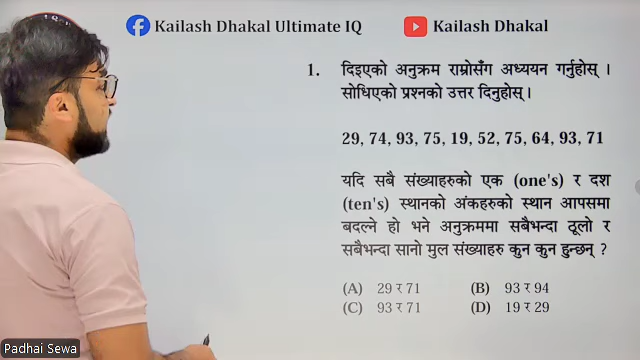 Kailash Dhakal Ultimate IQ
Kailash Dhakal
1. दिइएको अनुक्रम राम्रोसँग अध्ययन गर्नुहोस् ।
सोधिएको प्रश्नको उत्तर दिनुहोस् ।
29, 74, 93, 75, 19, 52, 75, 64, 93, 71
यदि सबै संख्याहरुको एक (one's) र दश
(ten's) स्थानको अंकहरुको स्थान आपसमा
बदल्ने हो भने अनुक्रममा सबैभन्दा ठूलो र
सबैभन्दा सानो मुल संख्याहरु कुन कुन हुन्छन् ?
(A) 29 र 71 (B) 93 र 94
(C) 93 र 71 (D) 19 र 29
Padhai Sewa